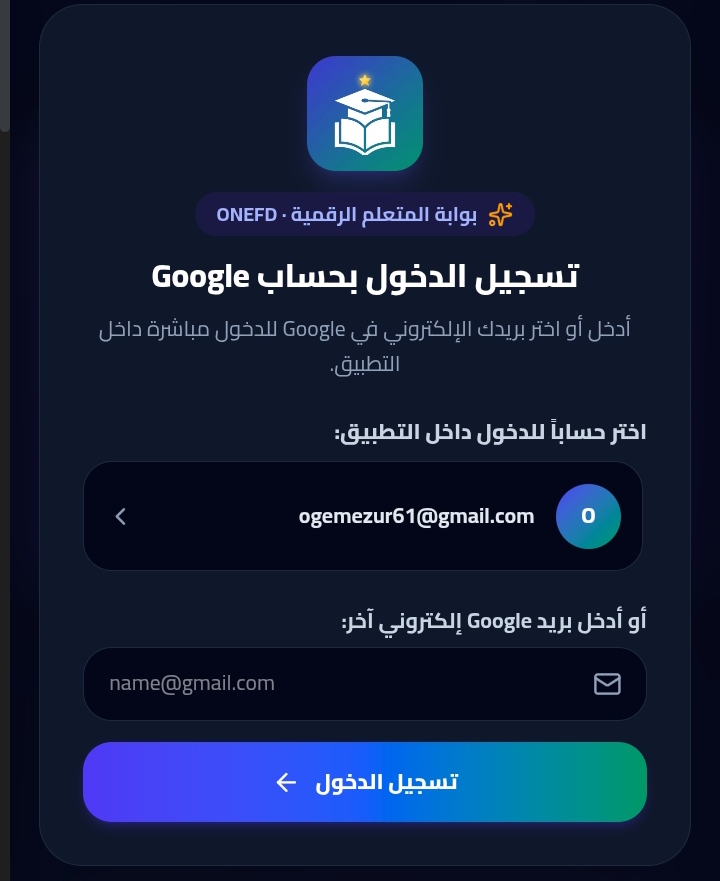 بوابة المتعلم الرقمية · ONEFD
تسجيل الدخول بحساب Google
أدخل أو اختر بريدك الإلكتروني في Google للدخول مباشرة داخل
التطبيق.
اختر حساباً للدخول داخل التطبيق:
O
ogemezur61@gmail.com
أو أدخل بريد Google إلكتروني آخر:
name@gmail.com
تسجيل الدخول